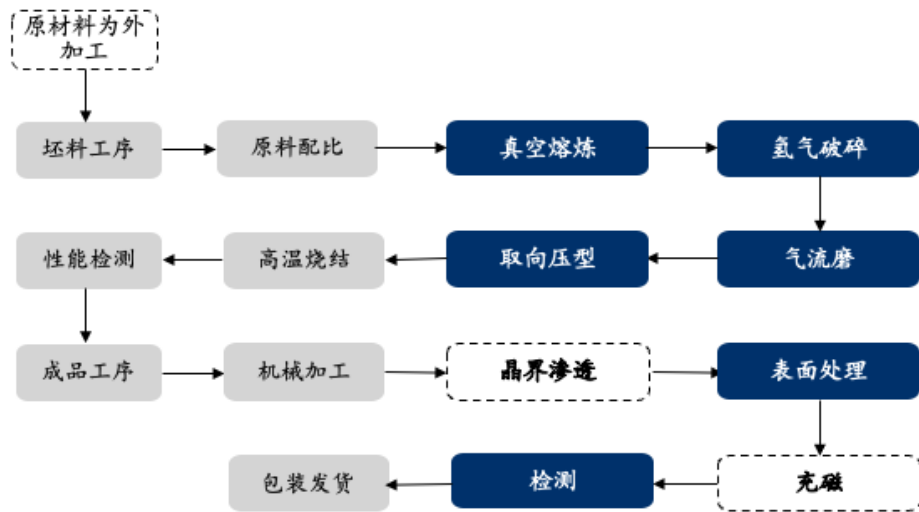 原材料为外
加工
坯料工序
原料配比
真空熔炼
氢气破碎
气流磨
取向压型
高温烧结
性能检测
成品工序
机械加工
晶界渗透
表面处理
充磁
检测
包装发货